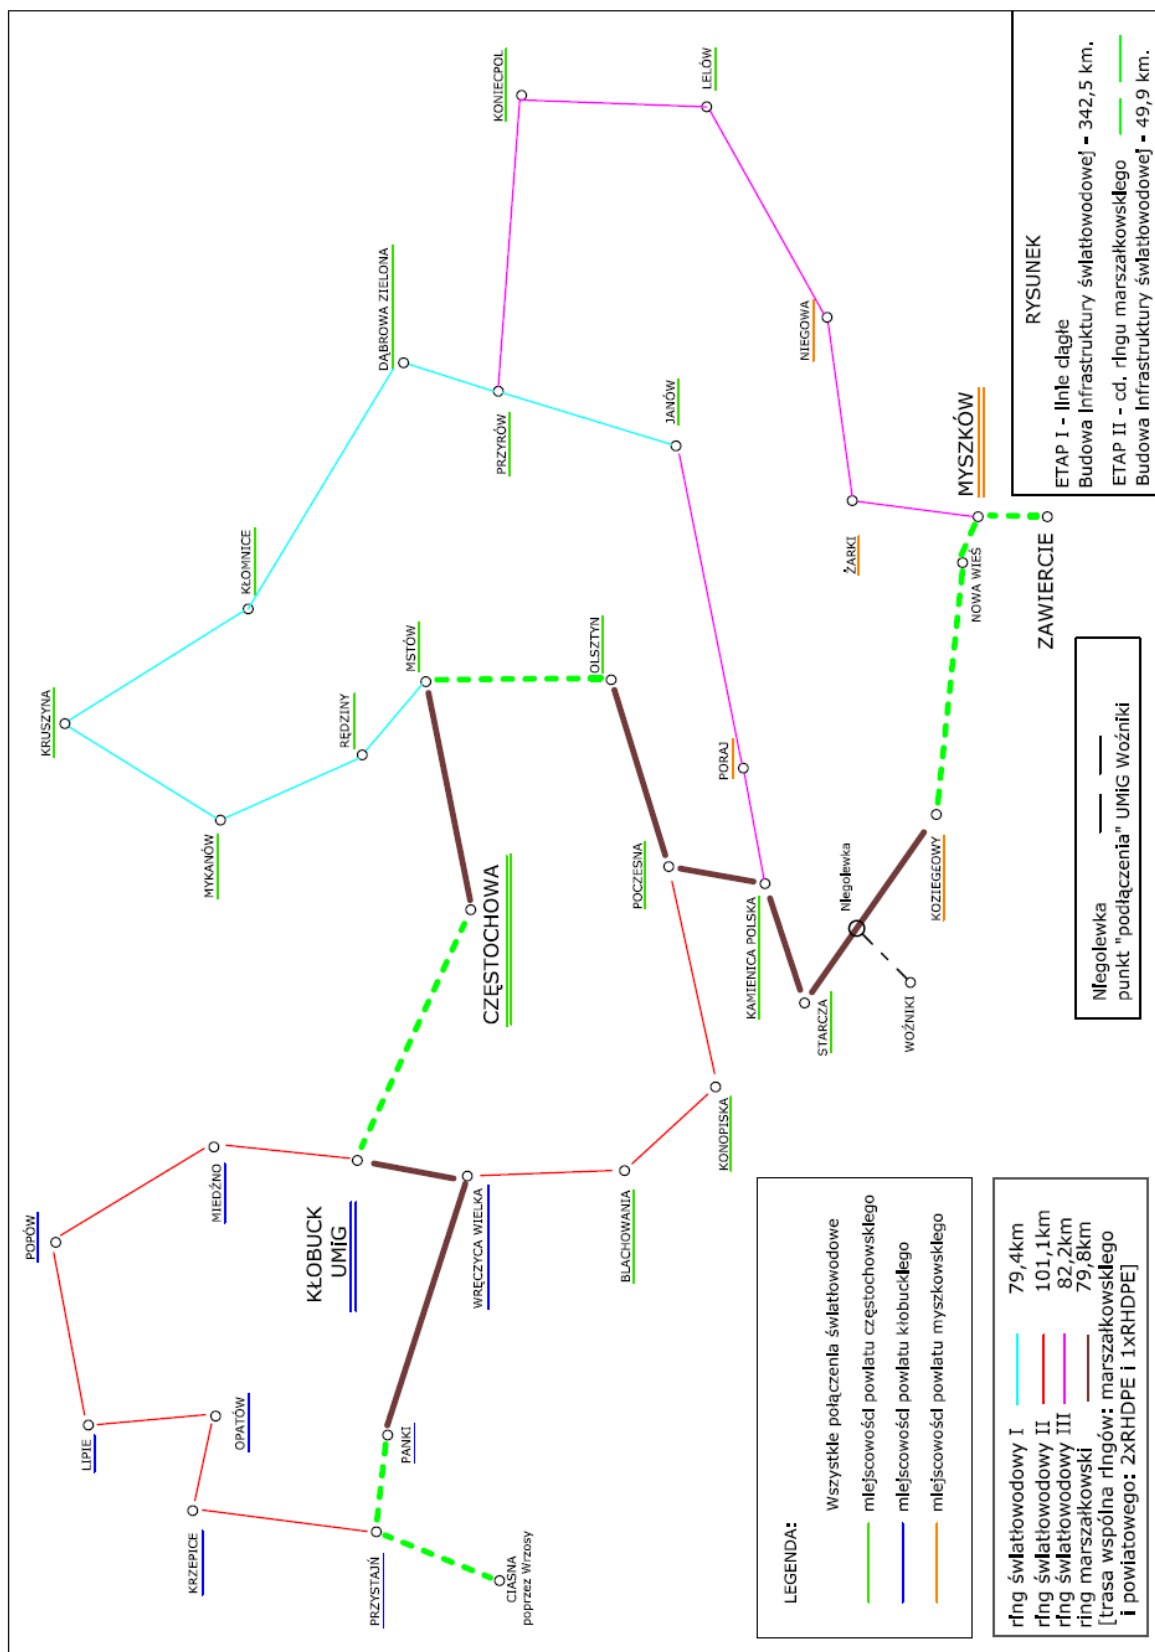 KRUSZYNA
KONIECPOL
LELÓW
DĄBROWA ZIELONA
KŁOMNICE
MYKANÓW
RĘDZINY
MSTÓW
PRZYRÓW
JANÓW
NIEGOWA
OLSZTYN
ŻARKI
MYSZKÓW
NOWA WIEŚ
ZAWIERCIE
PORAJ
CZĘSTOCHOWA
POCZESNA
KAMIENICA POLSKA
Niegolewka
KOZIEGŁOWY
STARCZA
WOŹNIKI
POPÓW
MIEDŹNO
KŁOBUCK
UMiG
WRĘCZYCA WIELKA
BLACHOWANIA
KONOPISKA
LIPIE
OPATÓW
KRZEPICE
PANKI
PRZYSTAJŃ
CIASNA
poprzez Wrzosy
RYSUNEK
ETAP I - linie ciągłe
Budowa Infrastruktury światłowodowej - 342,5 km.
ETAP II - cd. ringu marszałkowskiego
Budowa Infrastruktury światłowodowej - 49,9 km.
Niegolewka
punkt "podłączenia" UMiG Woźniki
LEGENDA:
Wszystkie połączenia światłowodowe
miejscowości powiatu częstochowskiego
miejscowości powiatu kłobuckiego
miejscowości powiatu myszkowskiego
ring światłowodowy I 79,4km
ring światłowodowy II 101,1km
ring światłowodowy III 82,2km
ring marszałkowski 79,8km
[trasa wspólna ringów: marszałkowskiego
i powiatowego: 2xRHDPE i 1xRHDPE]